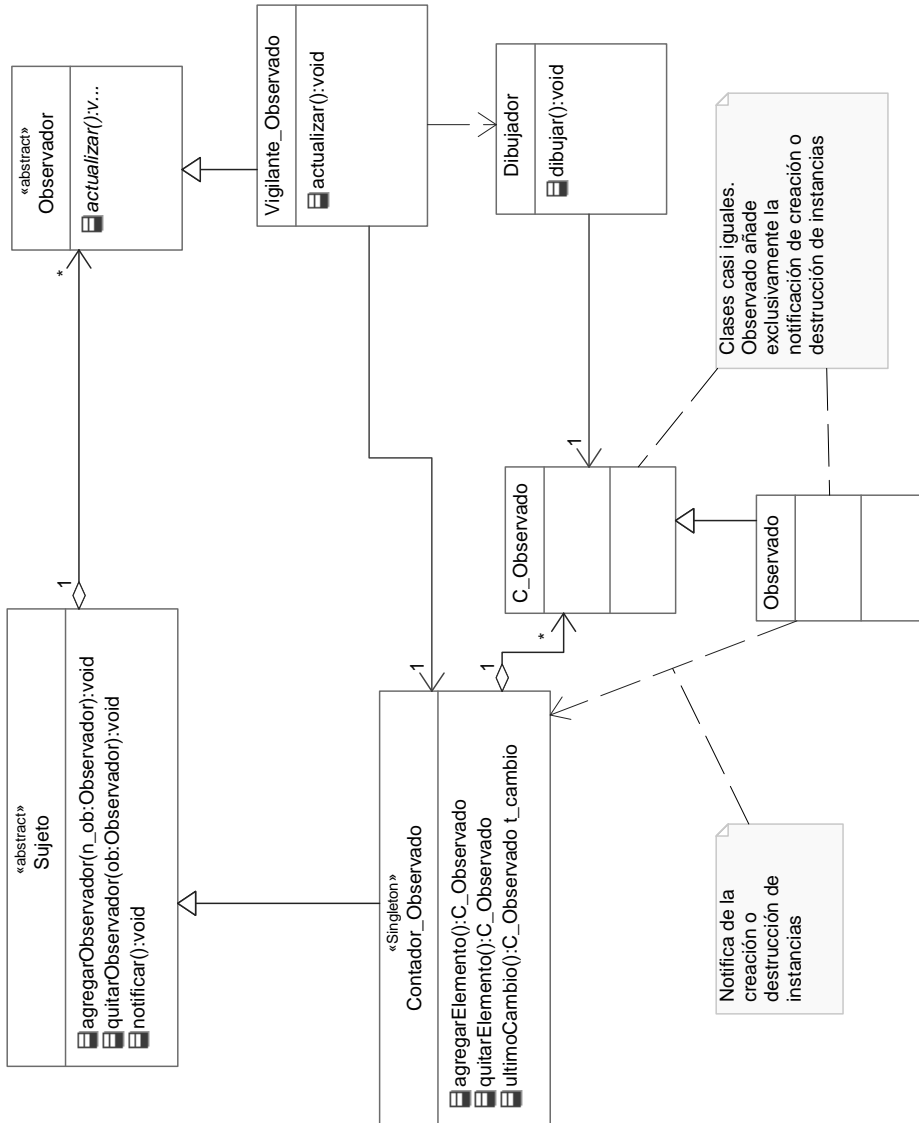 «abstract»
Sujeto
agregarObservador(n_ob:Observador):void
quitarObservador(ob:Observador):void
notificar():void
1
*
«abstract»
Observador
actualizar():v...
«Singleton»
Contador_Observado
agregarElemento():C_Observado
quitarElemento():C_Observado
ultimoCambio():C_Observado t_cambio
1
1
*
Vigilante_Observado
actualizar():void
C_Observado
1
Dibujador
dibujar():void
Observado
Notifica de la
creación o
destrucción de
instancias
Clases casi iguales.
Observado añade
exclusivamente la
notificación de creación o
destrucción de instancias